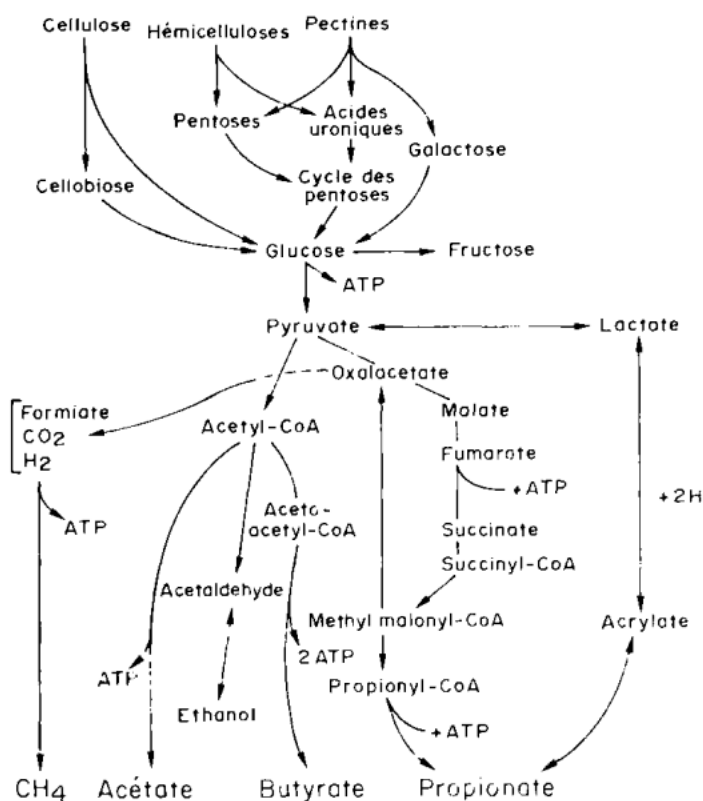 Cellulose
Hémicelluloses
Pectines
Pentoses
Acides
uroniques
Galactose
Cellobiose
Cycle des
pentoses
Glucose
Fructose
ATP
Pyruvate
Lactate
Oxalacetate
Formiate
CO2
H2
Acetyl-CoA
Malate
Fumarate
+ATP
ATP
+2H
Aceto-
acetyl-CoA
Succinate
Succinyl-CoA
Acetaldehyde
Methyl malonyl-CoA
Acrylate
ATP
2 ATP
Propionyl-CoA
Ethanol
+ATP
CH4
Acétate
Butyrate
Propionate